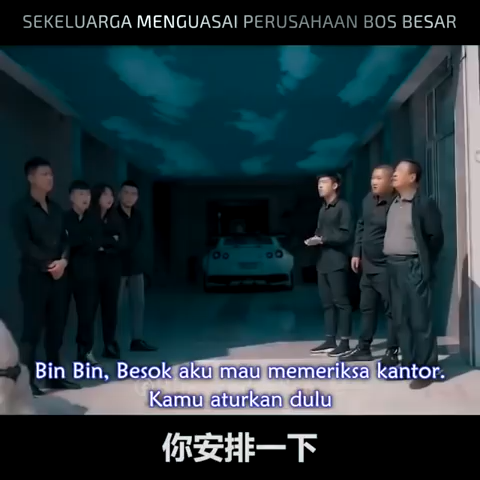 SEKELUARGA MENGUASAI PERUSAHAAN BOS BESAR
Bin Bin, Besok aku mau memeriksa kantor.
Kamu aturkan dulu
你安排一下